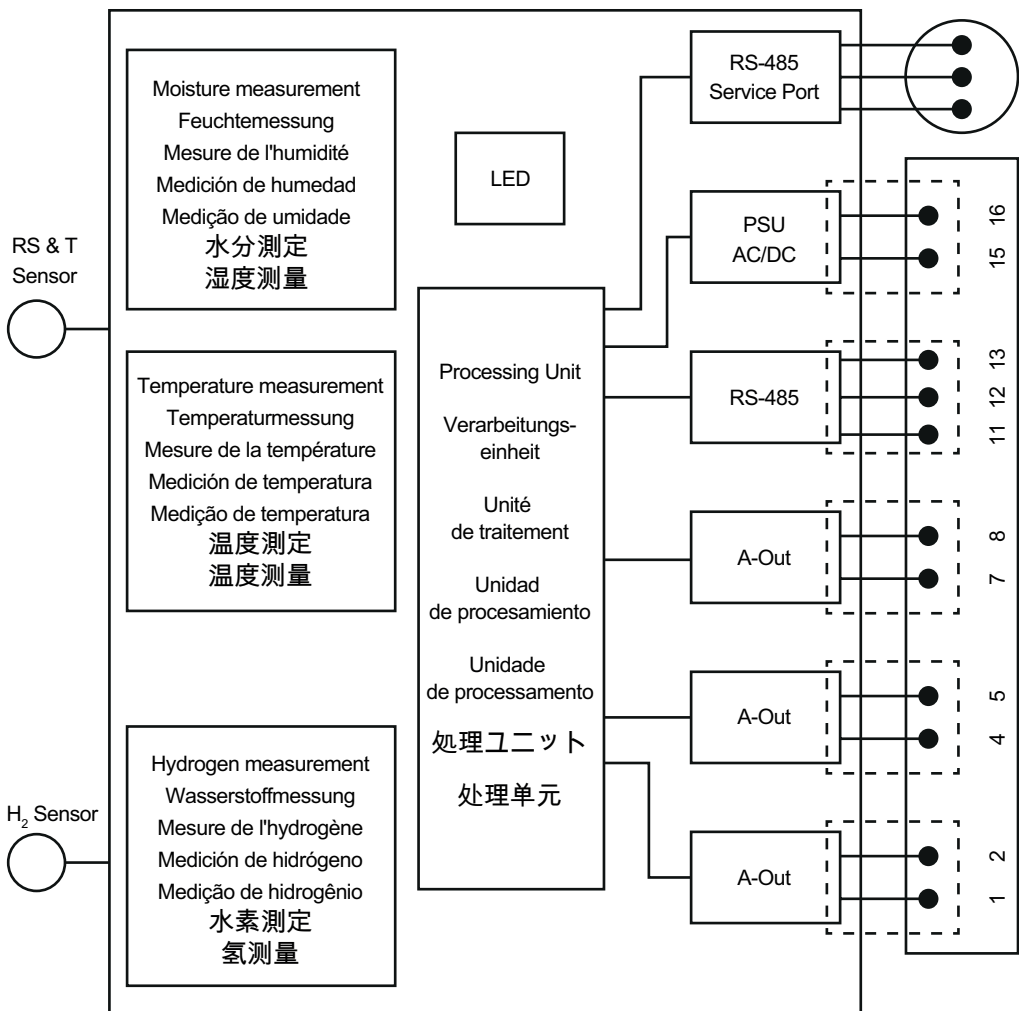 RS & T
Sensor
H2 Sensor
Moisture measurement
Feuchtemessung
Mesure de l'humidité
Medición de humedad
Medição de umidade
水分測定
湿度测量
Temperature measurement
Temperaturmessung
Mesure de la température
Medición de temperatura
Medição de temperatura
温度測定
温度测量
Hydrogen measurement
Wasserstoffmessung
Mesure de l'hydrogène
Medición de hidrógeno
Medição de hidrogênio
水素測定
氢测量
LED
Processing Unit
Verarbeitungs-
einheit
Unité
de traitement
Unidad
de procesamiento
Unidade
de processamento
処理ユニット
处理单元
RS-485
Service Port
PSU
AC/DC
RS-485
A-Out
A-Out
A-Out
16
15
13
12
11
8
7
5
4
2
1